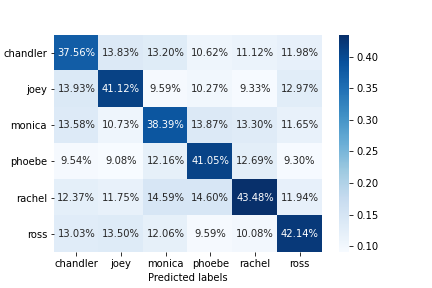 chandler 37.56% 13.83% 13.20% 10.62% 11.12% 11.98%
joey 13.93% 41.12% 9.59% 10.27% 9.33% 12.97%
monica 13.58% 10.73% 38.39% 13.87% 13.30% 11.65%
phoebe 9.54% 9.08% 12.16% 41.05% 12.69% 9.30%
rachel 12.37% 11.75% 14.59% 14.60% 43.48% 11.94%
ross 13.03% 13.50% 12.06% 9.59% 10.08% 42.14%
chandler joey monica phoebe rachel ross
Predicted labels
0.40
0.35
0.30
0.25
0.20
0.15
0.10